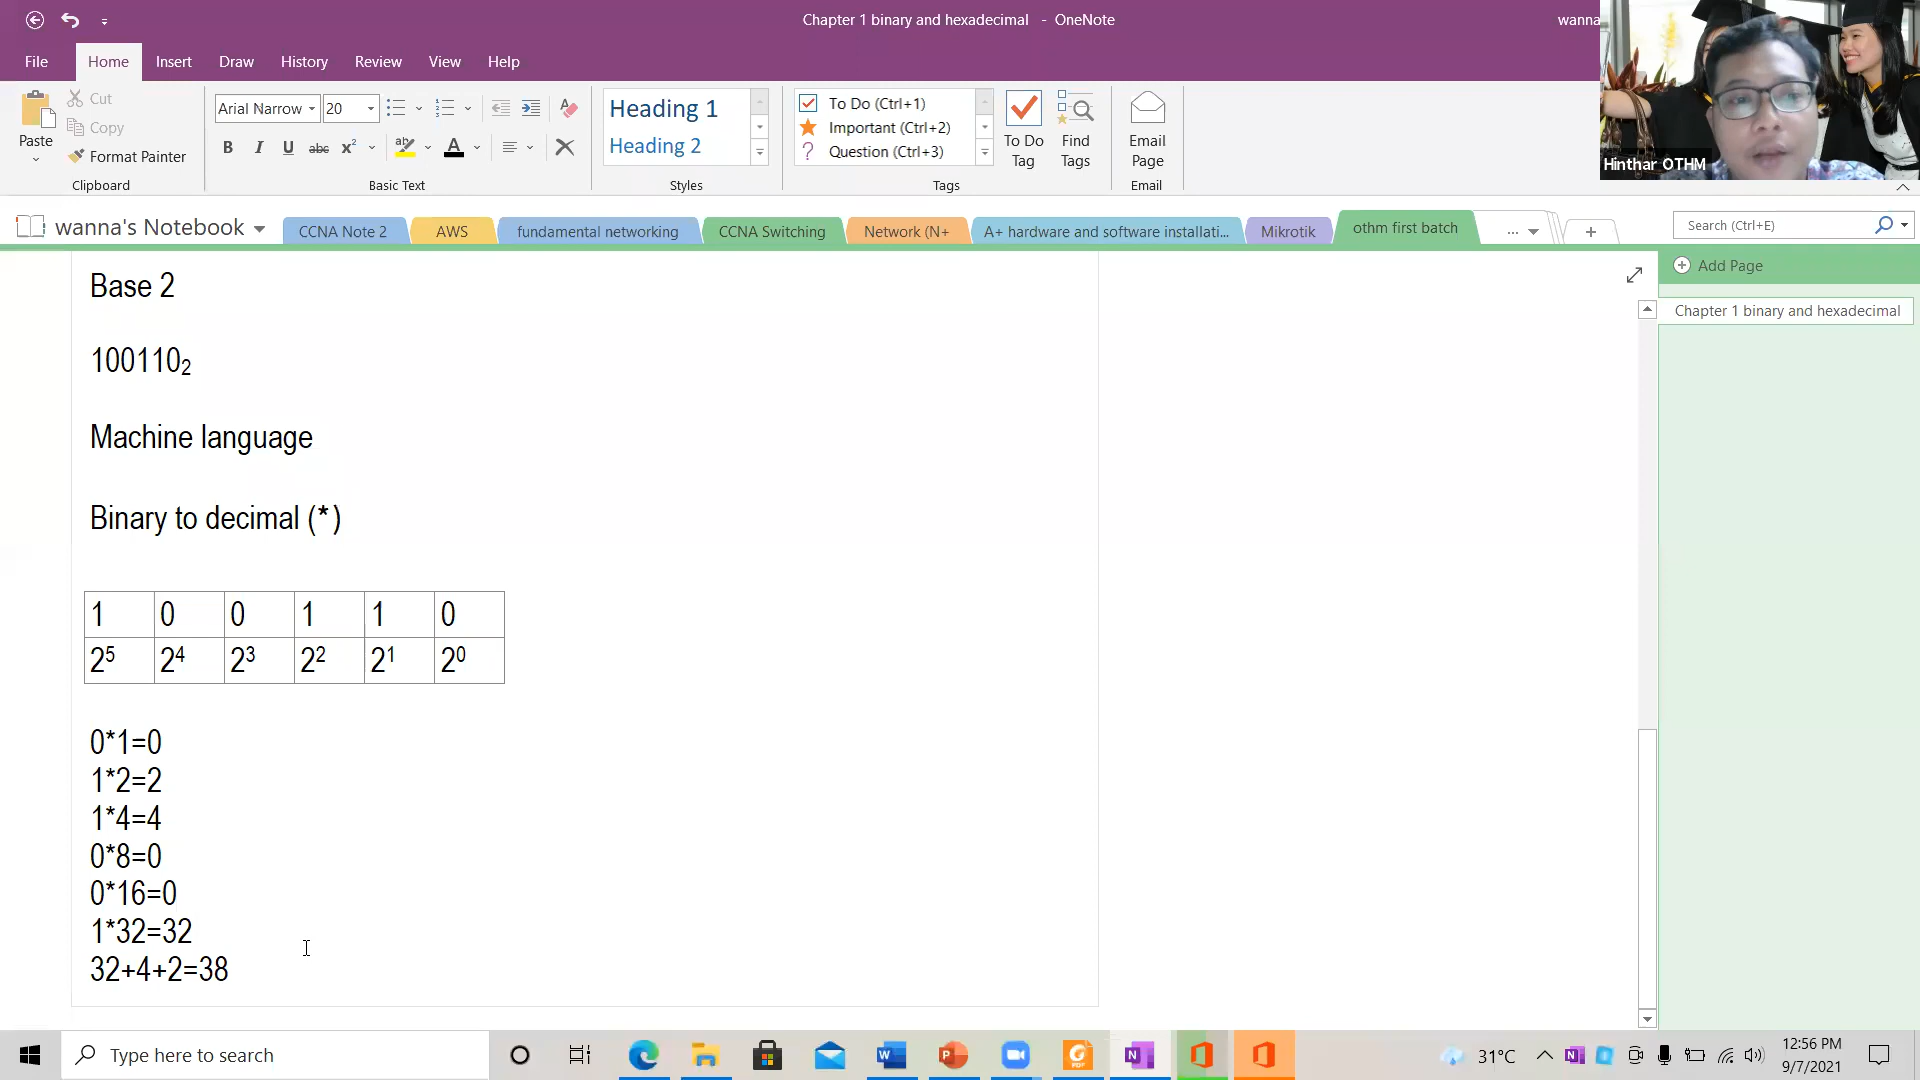 Chapter 1 binary and hexadecimal - OneNote
wanna
File
Home
Insert
Draw
History
Review
View
Help
Paste
Cut
Copy
Format Painter
Clipboard
Arial Narrow
20
B I U abc x²
ab A
Basic Text
Heading 1
Heading 2
Styles
To Do (Ctrl+1)
Important (Ctrl+2)
? Question (Ctrl+3)
Tags
To Do Tag
Find Tags
Email Page
Email
Hinthar OTHM
wanna's Notebook
CCNA Note 2
AWS
fundamental networking
CCNA Switching
Network (N+
A+ hardware and software installati...
Mikrotik
othm first batch
...
Search (Ctrl+E)
Add Page
Chapter 1 binary and hexadecimal
Base 2
100110₂
Machine language
Binary to decimal (*)
1 0 0 1 1 0
2⁵ 2⁴ 2³ 2² 2¹ 2⁰
0*1=0
1*2=2
1*4=4
0*8=0
0*16=0
1*32=32
32+4+2=38
Type here to search
31°C
12:56 PM
9/7/2021